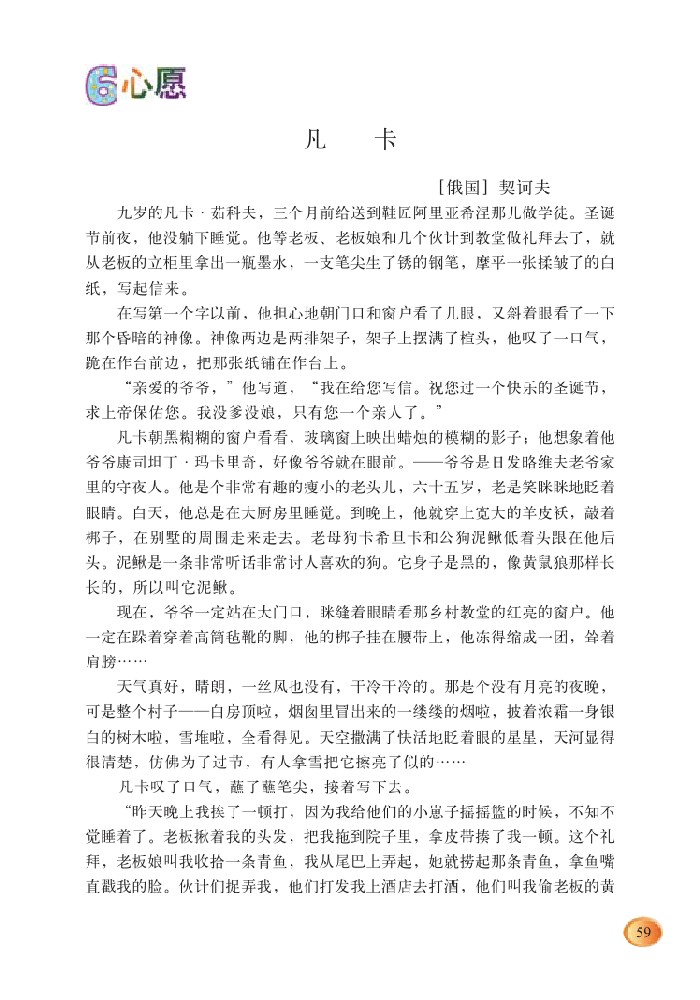 6心愿
凡　　卡
［俄国］契诃夫
九岁的凡卡·茹科夫，三个月前给送到鞋匠阿里亚希涅那儿做学徒。圣诞
节前夜，他没躺下睡觉。他等老板、老板娘和几个伙计到教堂做礼拜去了，就
从老板的立柜里拿出一瓶墨水，一支笔尖生了锈的钢笔，摩平一张揉皱了的白
纸，写起信来。
在写第一个字以前，他担心地朝门口和窗户看了几眼，又斜着眼看了一下
那个昏暗的神像。神像两边是两排架子，架子上摆满了楦头，他叹了一口气，
跪在作台前边，把那张纸铺在作台上。
“亲爱的爷爷，”他写道，“我在给您写信。祝您过一个快乐的圣诞节，
求上帝保佑您。我没爹没娘，只有您一个亲人了。”
凡卡朝黑糊糊的窗户看看，玻璃窗上映出蜡烛的模糊的影子；他想象着他
爷爷康司坦丁·玛卡里奇，好像爷爷就在眼前。——爷爷是日发略维夫老爷家
里的守夜人。他是个非常有趣的瘦小的老头儿，六十五岁，老是笑眯眯地眨着
眼睛。白天，他总是在大厨房里睡觉。到晚上，他就穿上宽大的羊皮袄，敲着
梆子，在别墅的周围走来走去。老母狗卡希旦卡和公狗泥鳅低着头跟在他后
头。泥鳅是一条非常听话非常讨人喜欢的狗。它身子是黑的，像黄鼠狼那样长
长的，所以叫它泥鳅。
现在，爷爷一定站在大门口，眯缝着眼睛看那乡村教堂的红亮的窗户。他
一定在跺着穿着高筒毡靴的脚，他的梆子挂在腰带上，他冻得缩成一团，耸着
肩膀……
天气真好，晴朗，一丝风也没有，干冷干冷的。那是个没有月亮的夜晚，
可是整个村子——白房顶啦，烟囱里冒出来的一缕缕的烟啦，披着浓霜一身银
白的树木啦，雪堆啦，全看得见。天空撒满了快活地眨着眼的星星，天河显得
很清楚，仿佛为了过节，有人拿雪把它擦亮了似的……
凡卡叹了口气，蘸了蘸笔尖，接着写下去。
“昨天晚上我挨了一顿打，因为我给他们的小崽子摇摇篮的时候，不知不
觉睡着了。老板揪着我的头发，把我拖到院子里，拿皮带揍了我一顿。这个礼
拜，老板娘叫我收拾一条青鱼，我从尾巴上弄起，她就捞起那条青鱼，拿鱼嘴
直戳我的脸。伙计们捉弄我，他们打发我上酒店去打酒，他们叫我偷老板的黄
59